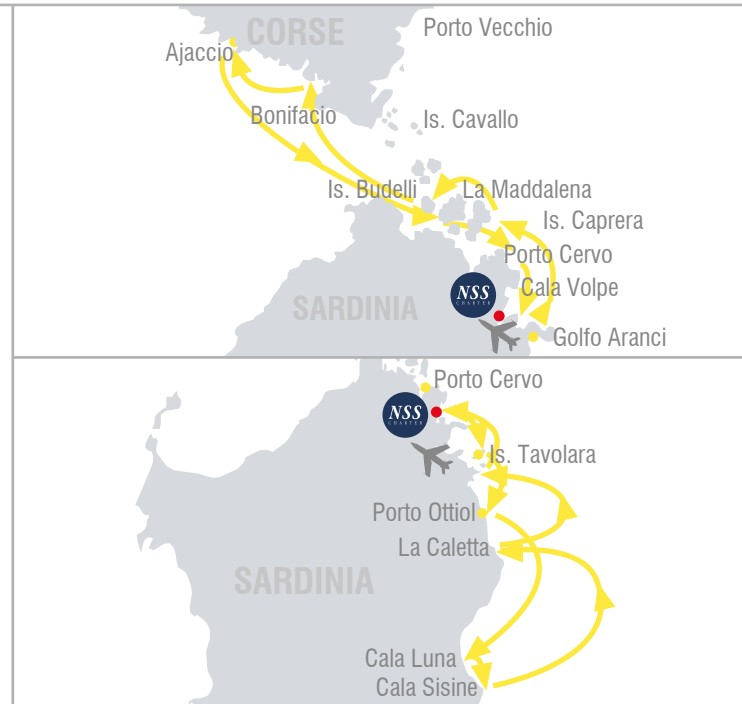 CORSE
Porto Vecchio
Ajaccio
Bonifacio
Is. Cavallo
Is. Budelli
La Maddalena
Is. Caprera
Porto Cervo
Cala Volpe
NSS
CHARTER
SARDINIA
Golfo Aranci
Porto Cervo
NSS
CHARTER
Is. Tavolara
Porto Ottiol
La Caletta
SARDINIA
Cala Luna
Cala Sisine